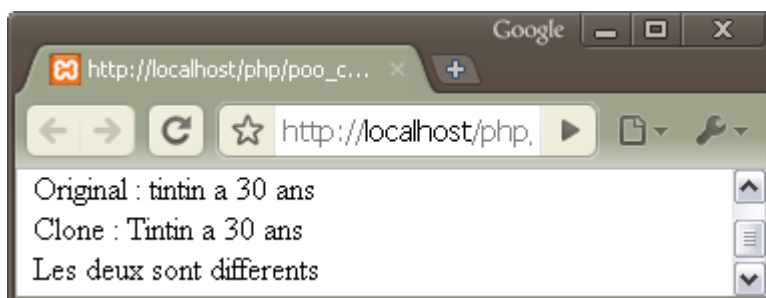 Google
http://localhost/php/poo_c...
http://localhost/php,
Original : tintin a 30 ans
Clone : Tintin a 30 ans
Les deux sont differents